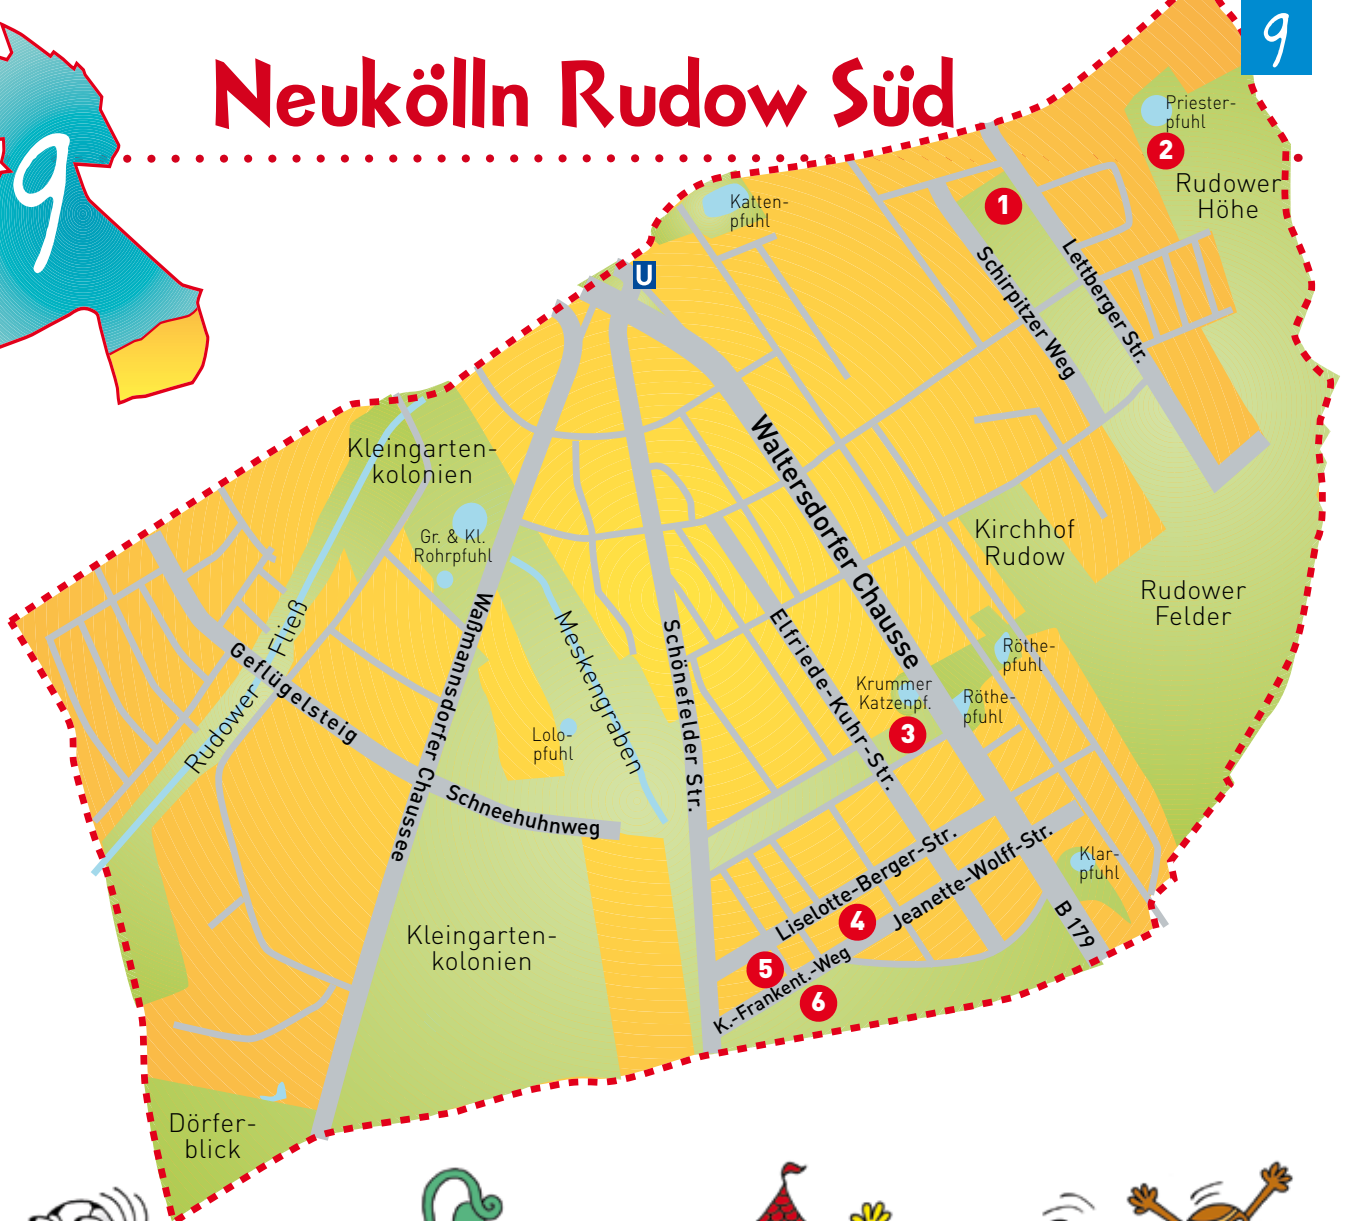 9
Neukölln Rudow Süd
9
Priester-
pfuhl
2
Rudower
Höhe
Katten-
pfuhl
1
U
Schirpitzer Weg
Lettberger Str.
Kleingarten-
kolonien
Waltersdorfer Chausse
Gr. & Kl.
Rohrpfuhl
Kirchhof
Rudow
Rudower
Felder
Rudower Fließ
Geflügelsteig
Waßmannsdorfer Chaussee
Meskengraben
Schönefelder Str.
Elfriede-Kuhr-Str.
Röthe-
pfuhl
Krummer
Katzenpf.
Röthe-
pfuhl
3
Lolo-
pfuhl
Schneehuhnweg
Liselotte-Berger-Str.
Jeanette-Wolff-Str.
Klar-
pfuhl
4
B 179
Kleingarten-
kolonien
5
K.-Frankent.-Weg
6
Dörfer-
blick